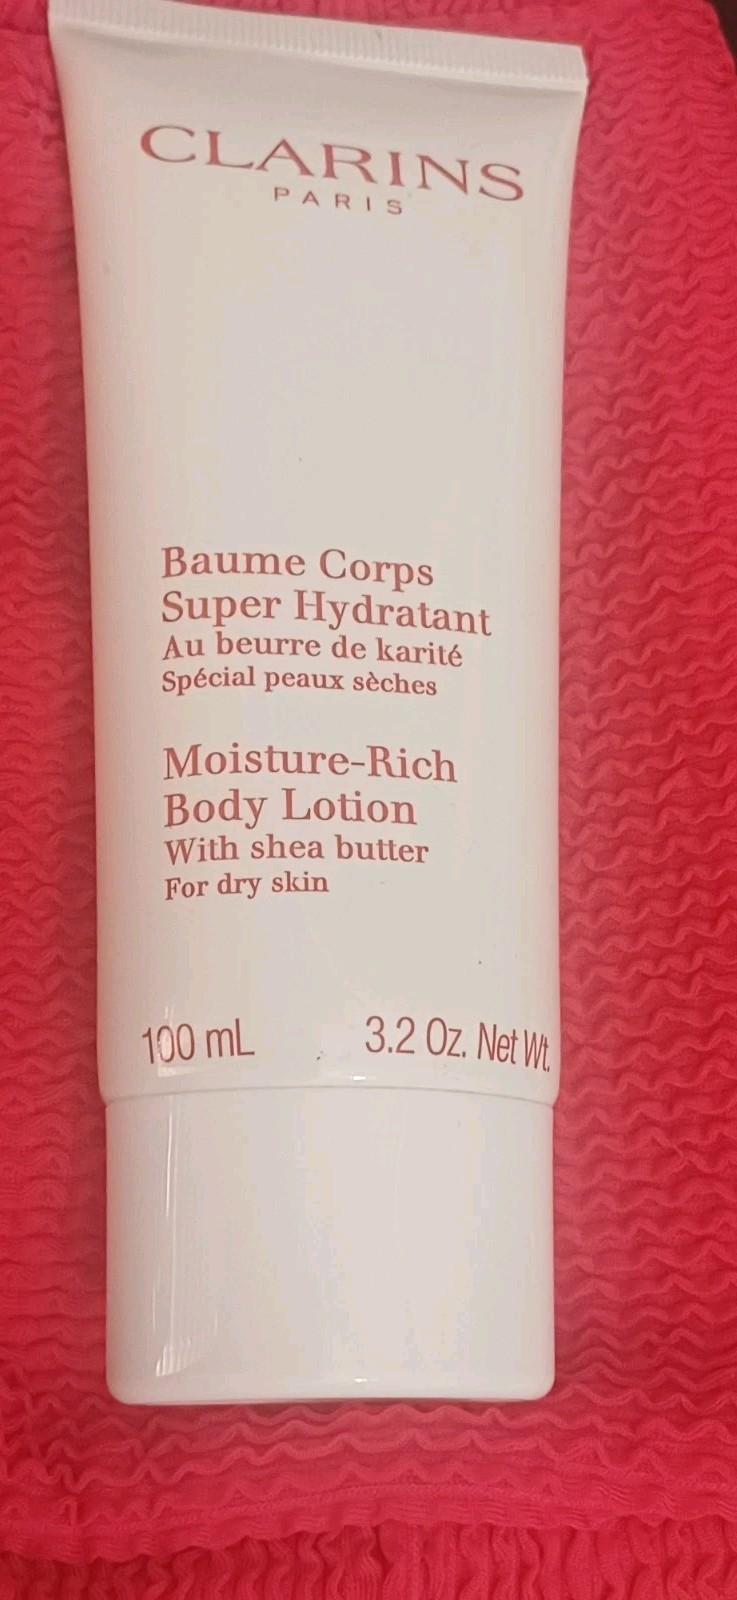 CLARINS
PARIS
Baume Corps
Super Hydratant
Au beurre de karité
Spécial peaux sèches
Moisture-Rich
Body Lotion
With shea butter
For dry skin
100 mL 3.2 Oz. Net Wt.